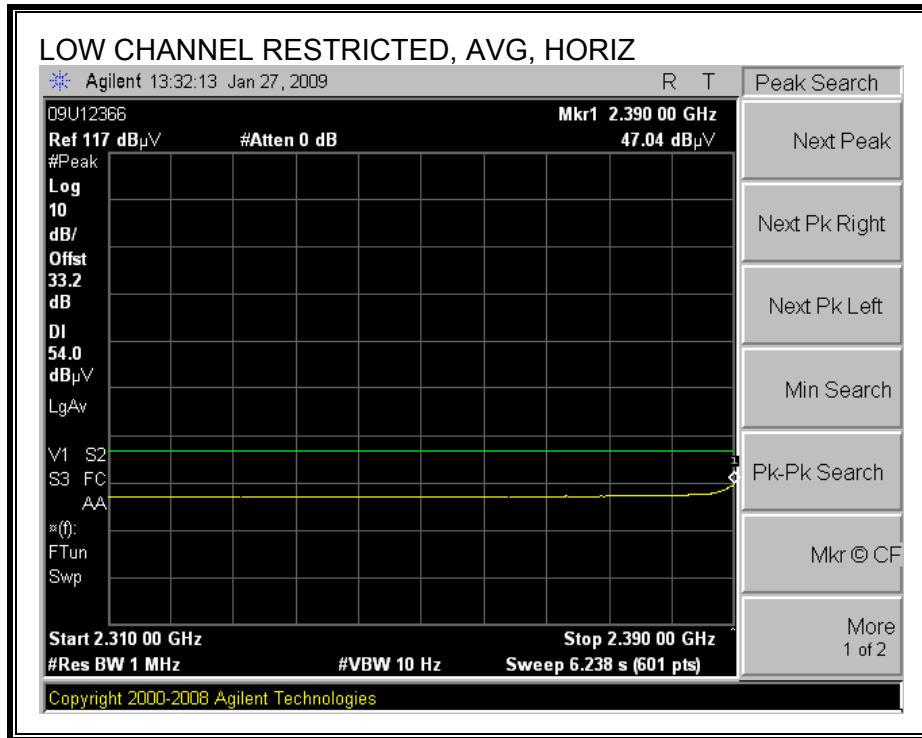 LOW CHANNEL RESTRICTED, AVG, HORIZ
Agilent 13:32:13 Jan 27, 2009 R T
Peak Search
09U12366
Mkr1 2.390 00 GHz
Ref 117 dBµV #Atten 0 dB 47.04 dBµV
#Peak
Log
10
dB/
Offst
33.2
dB
DI
54.0
dBµV
LgAv
V1 S2
S3 FC
AA
¤(f):
FTun
Swp
1
Start 2.310 00 GHz Stop 2.390 00 GHz ^
#Res BW 1 MHz #VBW 10 Hz Sweep 6.238 s (601 pts)
Next Peak
Next Pk Right
Next Pk Left
Min Search
Pk-Pk Search
Mkr © CF
More
1 of 2
Copyright 2000-2008 Agilent Technologies